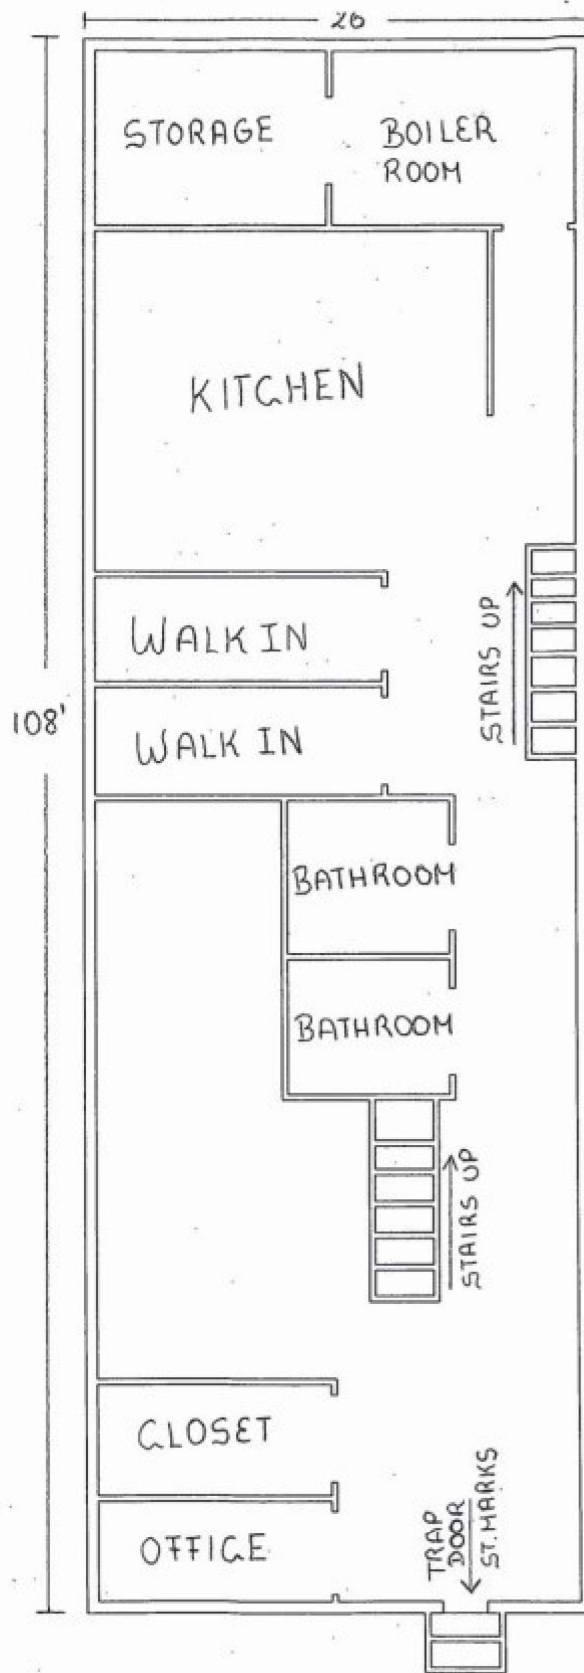 26
STORAGE
BOILER
ROOM
KITCHEN
WALK IN
STAIRS UP
108'
WALK IN
BATHROOM
BATHROOM
STAIRS UP
CLOSET
TRAP
DOOR
ST. MARKS
OFFICE